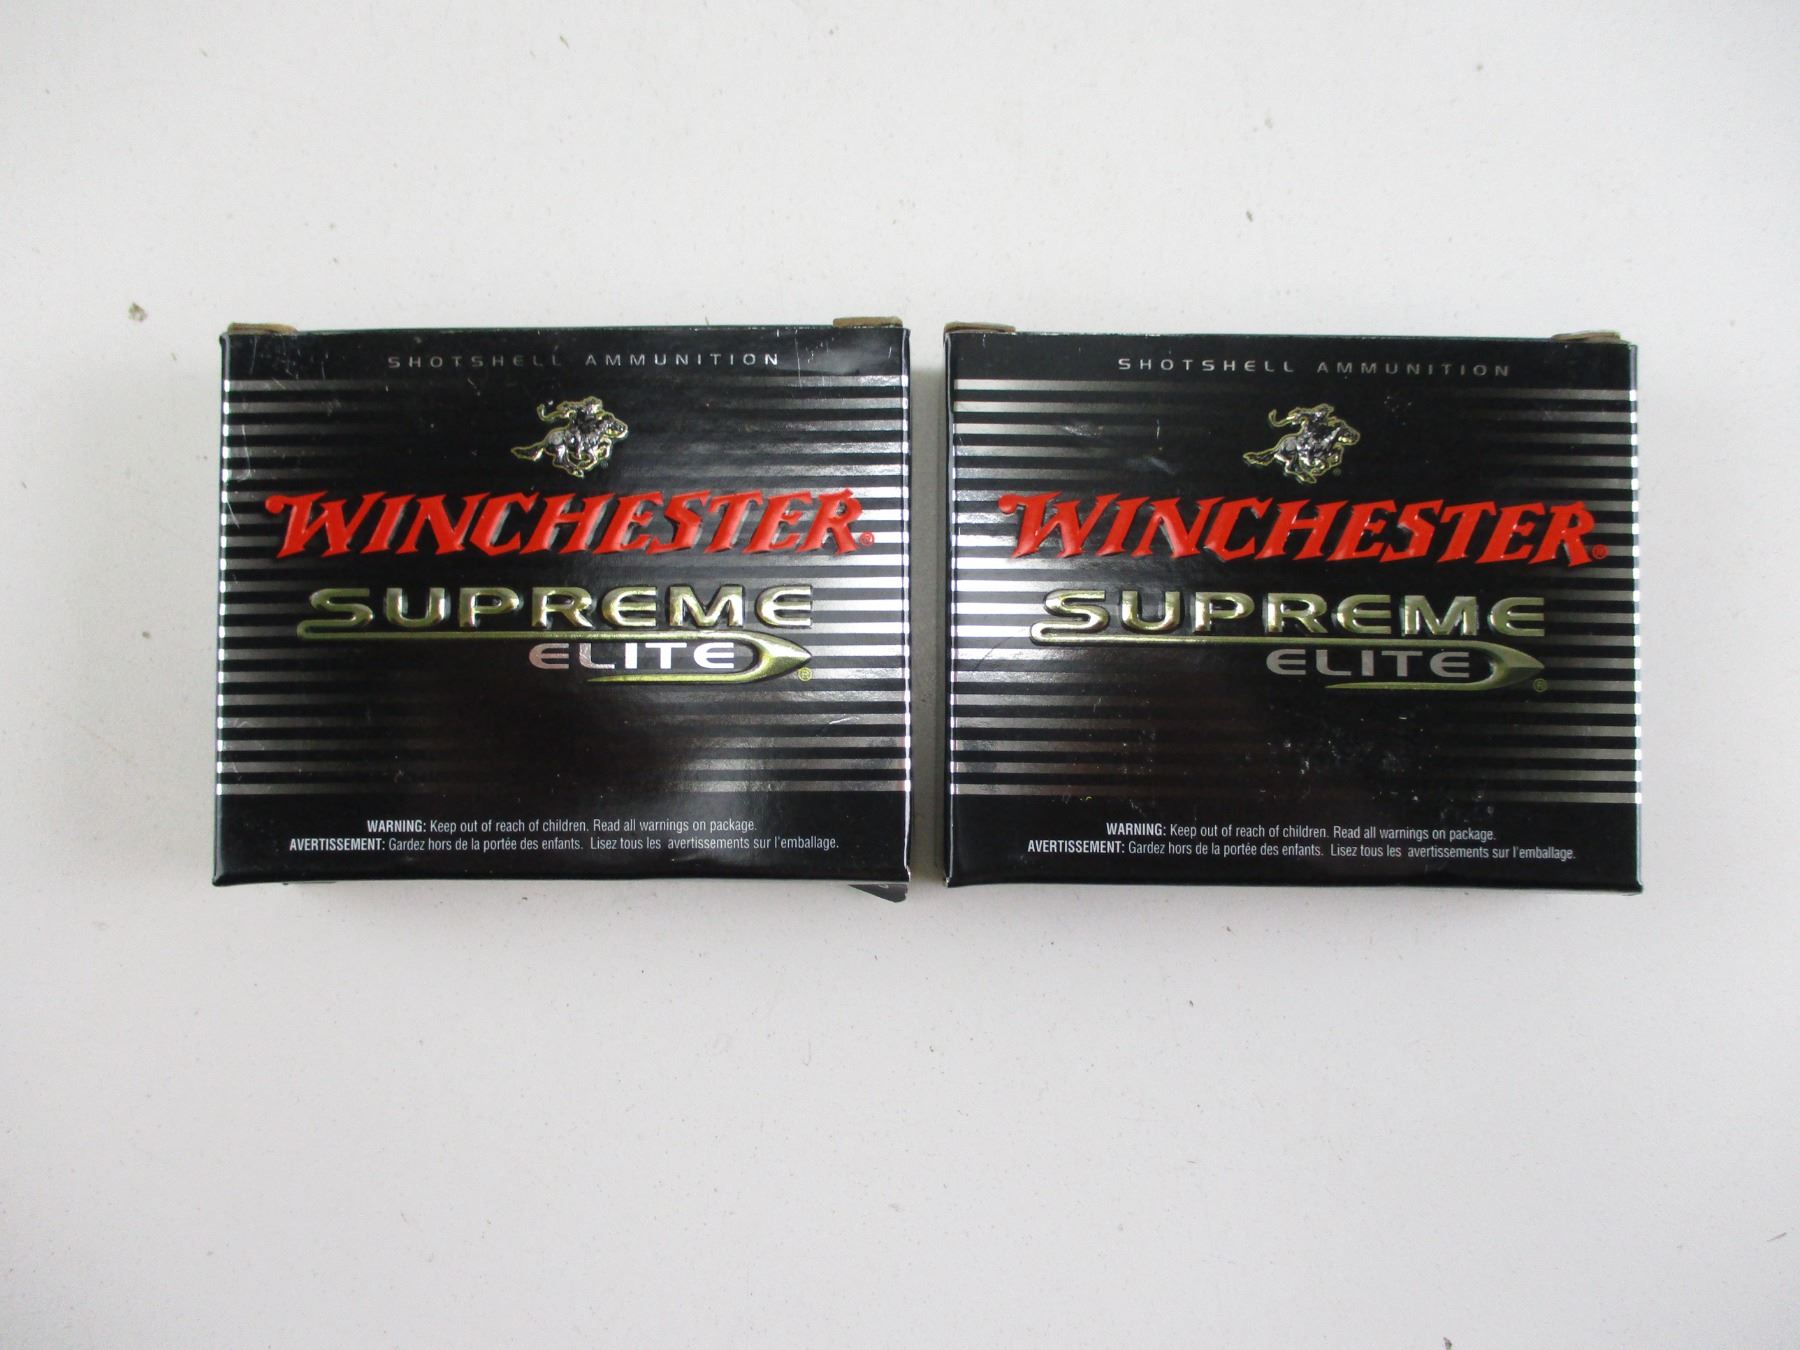 SHOTSHELL AMMUNITION
WINCHESTER®
SUPREME
ELITE®
WARNING: Keep out of reach of children. Read all warnings on package.
AVERTISSEMENT: Gardez hors de la portée des enfants. Lisez tous les avertissements sur l'emballage.
SHOTSHELL AMMUNITION
WINCHESTER®
SUPREME
ELITE®
WARNING: Keep out of reach of children. Read all warnings on package.
AVERTISSEMENT: Gardez hors de la portée des enfants. Lisez tous les avertissements sur l'emballage.